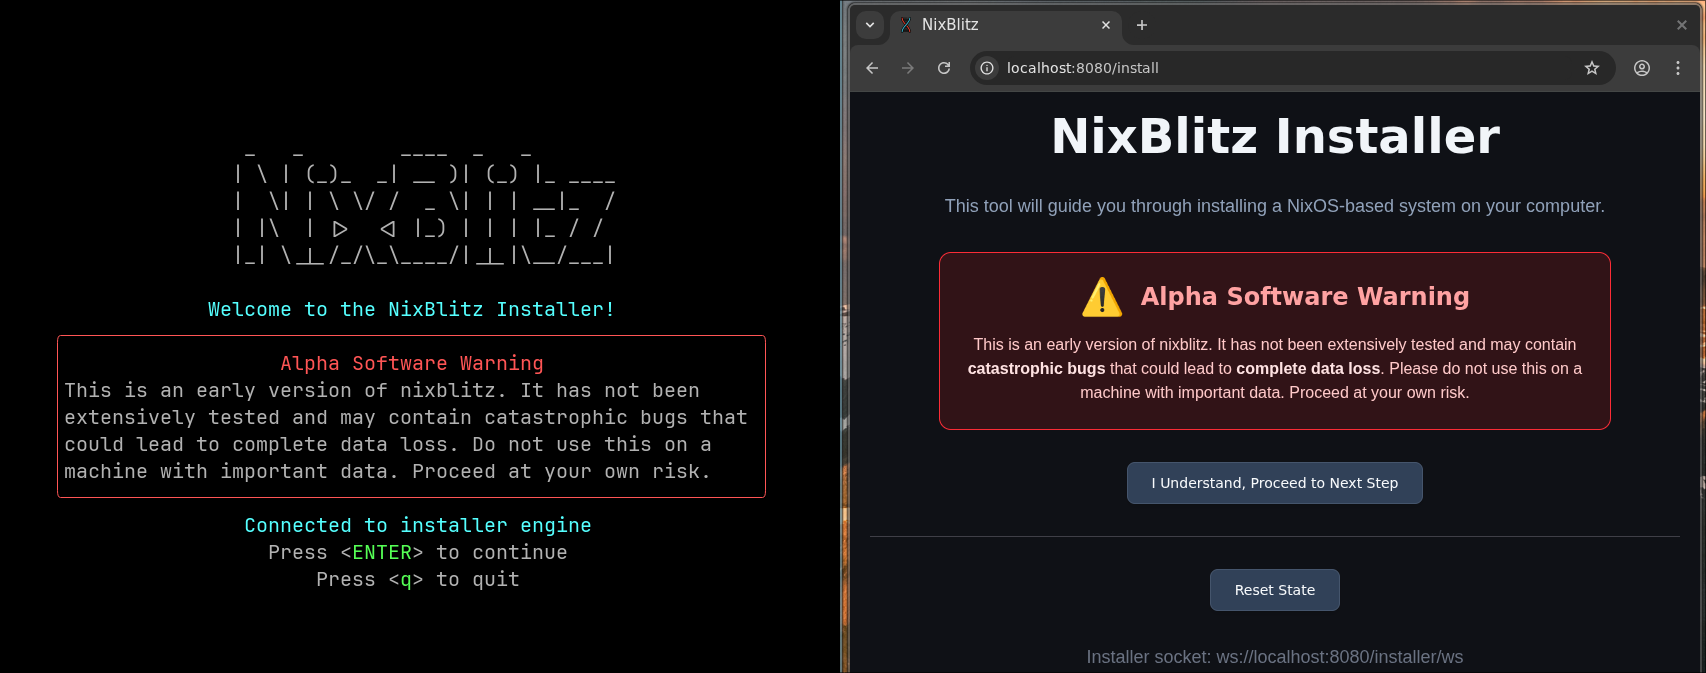 _   _        ____  _   _
| \ | (_)_  _| __ )| (_) |_ ____
|  \| | \ \/ /  _ \| | | __|_  /
| |\  | |>  <| |_) | | | |_ / /
|_| \_|_/_/\_\____/|_|_|\__/___|
Welcome to the NixBlitz Installer!
Alpha Software Warning
This is an early version of nixblitz. It has not been
extensively tested and may contain catastrophic bugs that
could lead to complete data loss. Do not use this on a
machine with important data. Proceed at your own risk.
Connected to installer engine
Press <ENTER> to continue
Press <q> to quit
NixBlitz
localhost:8080/install
NixBlitz Installer
This tool will guide you through installing a NixOS-based system on your computer.
⚠️ Alpha Software Warning
This is an early version of nixblitz. It has not been extensively tested and may contain
catastrophic bugs that could lead to complete data loss. Please do not use this on a
machine with important data. Proceed at your own risk.
I Understand, Proceed to Next Step
Reset State
Installer socket: ws://localhost:8080/installer/ws